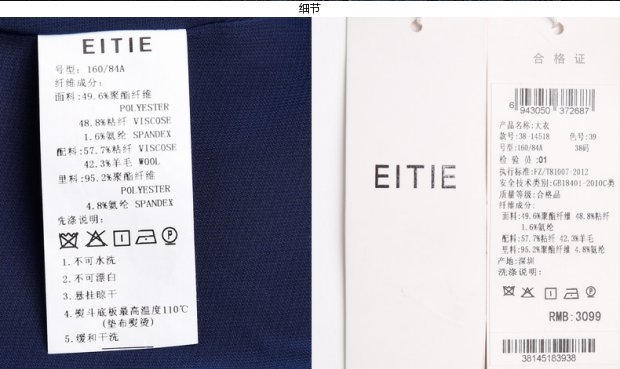 细节
EITIE
号型: 160/84A
纤维成分:
面料:49.6%聚酯纤维
POLYESTER
48.8%粘纤 VISCOSE
1.6%氨纶 SPANDEX
配料:57.7%粘纤 VISCOSE
42.3%羊毛 WOOL
里料:95.2%聚酯纤维
POLYESTER
4.8%氨纶 SPANDEX
洗涤说明:
1.不可水洗
2.不可漂白
3.悬挂晾干
4.熨斗底板最高温度110℃
(垫布熨烫)
5.缓和干洗
EITIE
合格证
6 943050 372687
产品名称:大衣
款号:38-14518 色号:39
号型:160/84A 38码
检验员:01
执行标准:FZ/T81007-2012
安全技术类别:GB18401-2010C类
质量等级:合格品
纤维成分:
面料:49.6%聚酯纤维 48.8%粘纤
1.6%氨纶
配料:57.7%粘纤 42.3%羊毛
里料:95.2%聚酯纤维 4.8%氨纶
产地:深圳
洗涤说明:
RMB:3099
38145183938